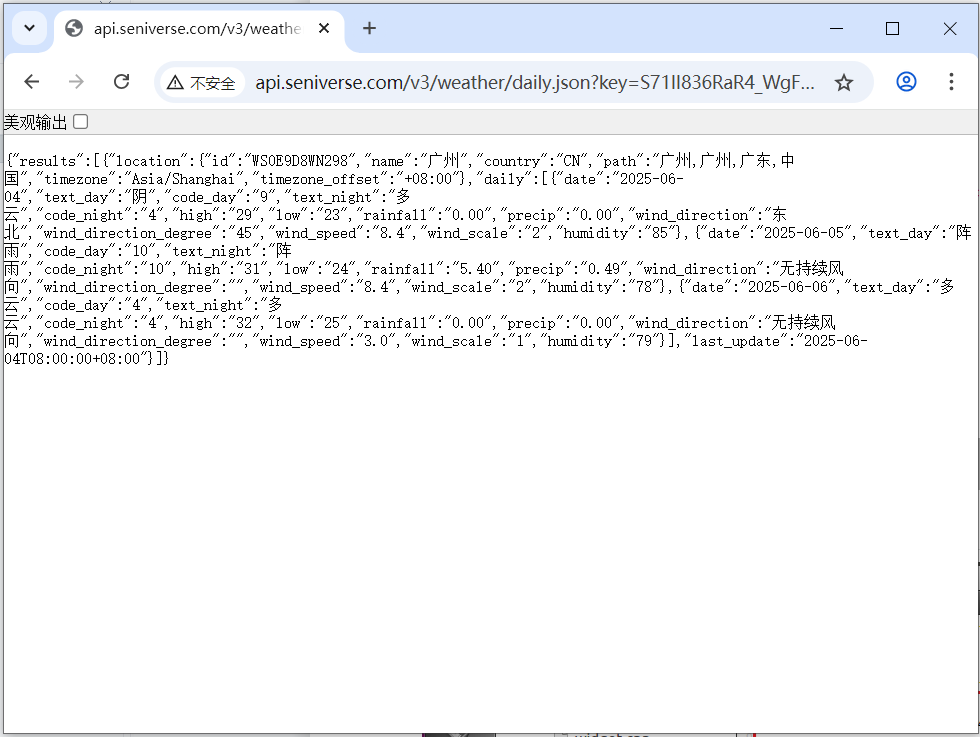 api.seniverse.com/v3/weathe
不安全
api.seniverse.com/v3/weather/daily.json?key=S71II836RaR4_WgF...
美观输出
{"results":[{"location":{"id":"WS0E9D8WN298","name":"广州","country":"CN","path":"广州,广州,广东,中
国","timezone":"Asia/Shanghai","timezone_offset":"+08:00"},"daily":[{"date":"2025-06-
04","text_day":"阴","code_day":"9","text_night":"多
云","code_night":"4","high":"29","low":"23","rainfall":"0.00","precip":"0.00","wind_direction":"东
北","wind_direction_degree":"45","wind_speed":"8.4","wind_scale":"2","humidity":"85"},{"date":"2025-06-05","text_day":"阵
雨","code_day":"10","text_night":"阵
雨","code_night":"10","high":"31","low":"24","rainfall":"5.40","precip":"0.49","wind_direction":"无持续风
向","wind_direction_degree":"","wind_speed":"8.4","wind_scale":"2","humidity":"78"},{"date":"2025-06-06","text_day":"多
云","code_day":"4","text_night":"多
云","code_night":"4","high":"32","low":"25","rainfall":"0.00","precip":"0.00","wind_direction":"无持续风
向","wind_direction_degree":"","wind_speed":"3.0","wind_scale":"1","humidity":"79"}],"last_update":"2025-06-
04T08:00:00+08:00"}]}